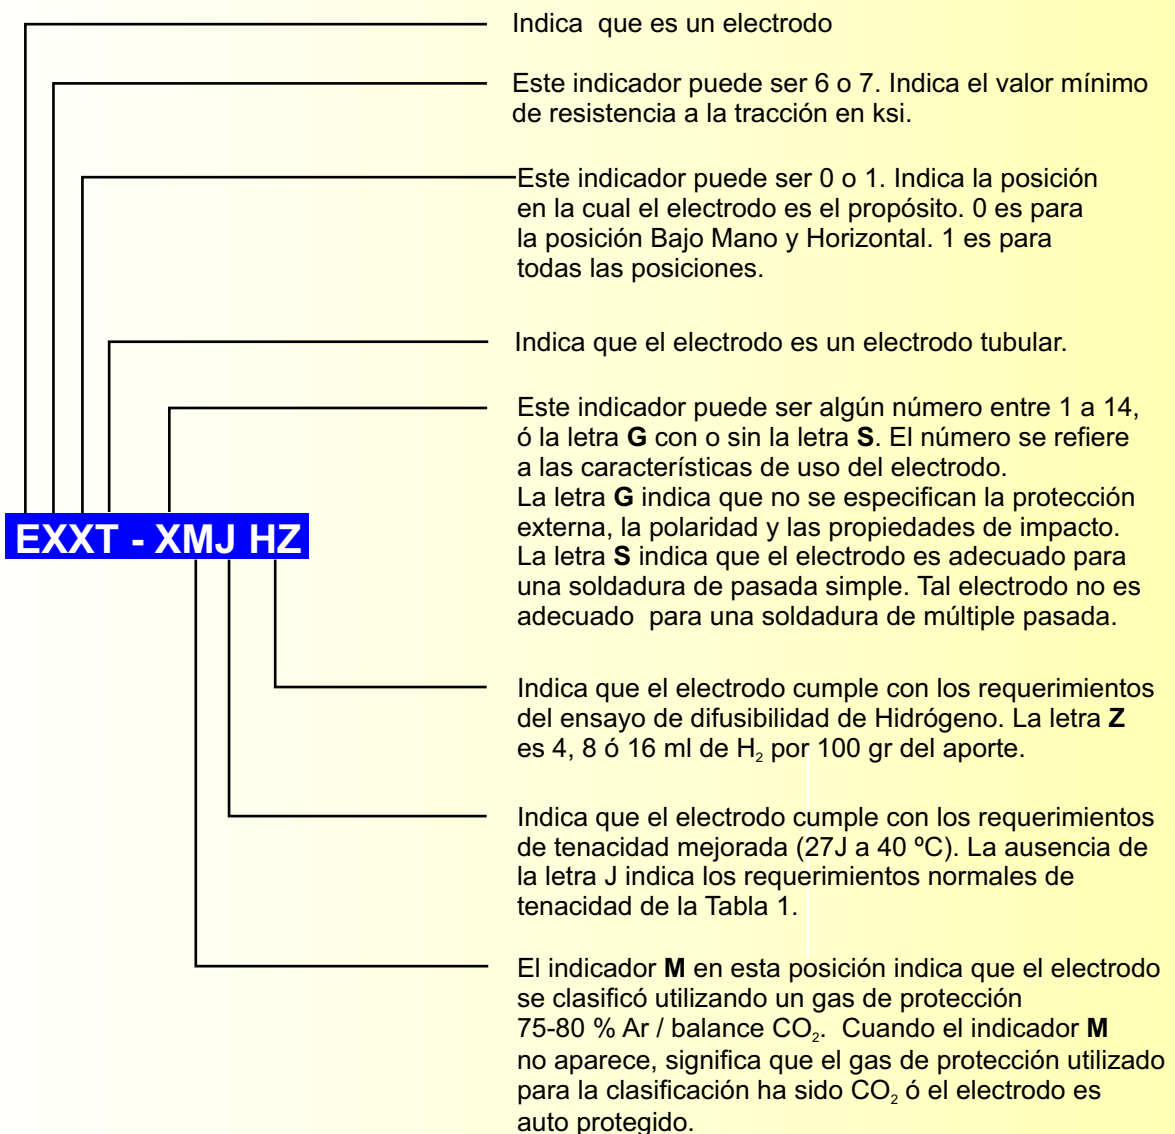 Indica que es un electrodo
Este indicador puede ser 6 o 7. Indica el valor mínimo
de resistencia a la tracción en ksi.
Este indicador puede ser 0 o 1. Indica la posición
en la cual el electrodo es el propósito. 0 es para
la posición Bajo Mano y Horizontal. 1 es para
todas las posiciones.
Indica que el electrodo es un electrodo tubular.
Este indicador puede ser algún número entre 1 a 14,
ó la letra G con o sin la letra S. El número se refiere
a las características de uso del electrodo.
La letra G indica que no se especifican la protección
externa, la polaridad y las propiedades de impacto.
La letra S indica que el electrodo es adecuado para
una soldadura de pasada simple. Tal electrodo no es
adecuado para una soldadura de múltiple pasada.
EXXT - XMJ HZ
Indica que el electrodo cumple con los requerimientos
del ensayo de difusibilidad de Hidrógeno. La letra Z
es 4, 8 ó 16 ml de H₂ por 100 gr del aporte.
Indica que el electrodo cumple con los requerimientos
de tenacidad mejorada (27J a 40 ºC). La ausencia de
la letra J indica los requerimientos normales de
tenacidad de la Tabla 1.
El indicador M en esta posición indica que el electrodo
se clasificó utilizando un gas de protección
75-80 % Ar / balance CO₂. Cuando el indicador M
no aparece, significa que el gas de protección utilizado
para la clasificación ha sido CO₂ ó el electrodo es
auto protegido.